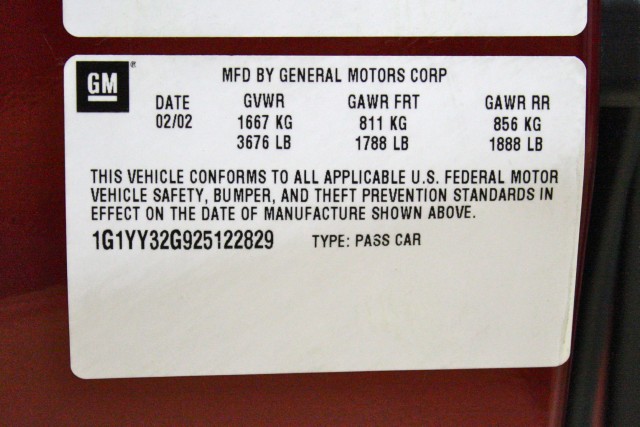 GM®
MFD BY GENERAL MOTORS CORP
DATE GVWR GAWR FRT GAWR RR
02/02 1667 KG 811 KG 856 KG
3676 LB 1788 LB 1888 LB
THIS VEHICLE CONFORMS TO ALL APPLICABLE U.S. FEDERAL MOTOR
VEHICLE SAFETY, BUMPER, AND THEFT PREVENTION STANDARDS IN
EFFECT ON THE DATE OF MANUFACTURE SHOWN ABOVE.
1G1YY32G925122829 TYPE: PASS CAR